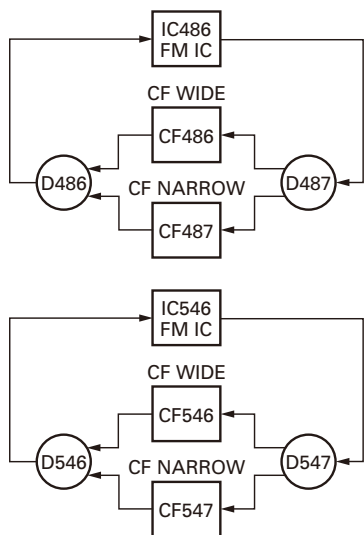 IC486
FM IC
CF WIDE
CF486
D486
D487
CF NARROW
CF487
IC546
FM IC
CF WIDE
CF546
D546
D547
CF NARROW
CF547